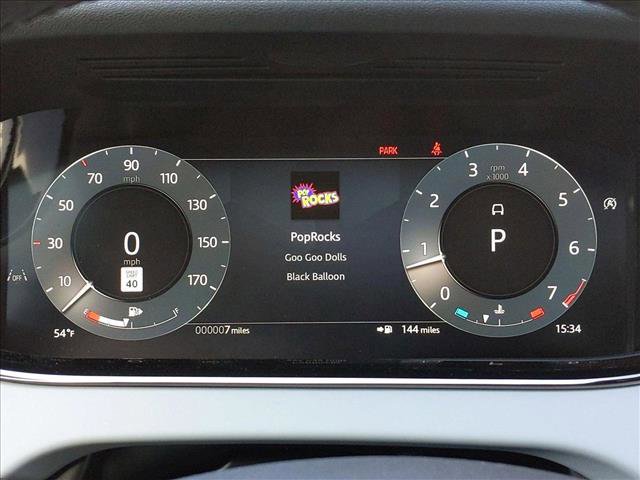 PARK
90
70
mph
110
50
130
30
0
150
mph
SPEED
LIMIT
40
10
170
OFF
54°F
000007 miles
POP
ROCKS
PopRocks
Goo Goo Dolls
Black Balloon
144 miles
rpm
x1000
3
4
2
5
1
P
6
0
7
A
15:34